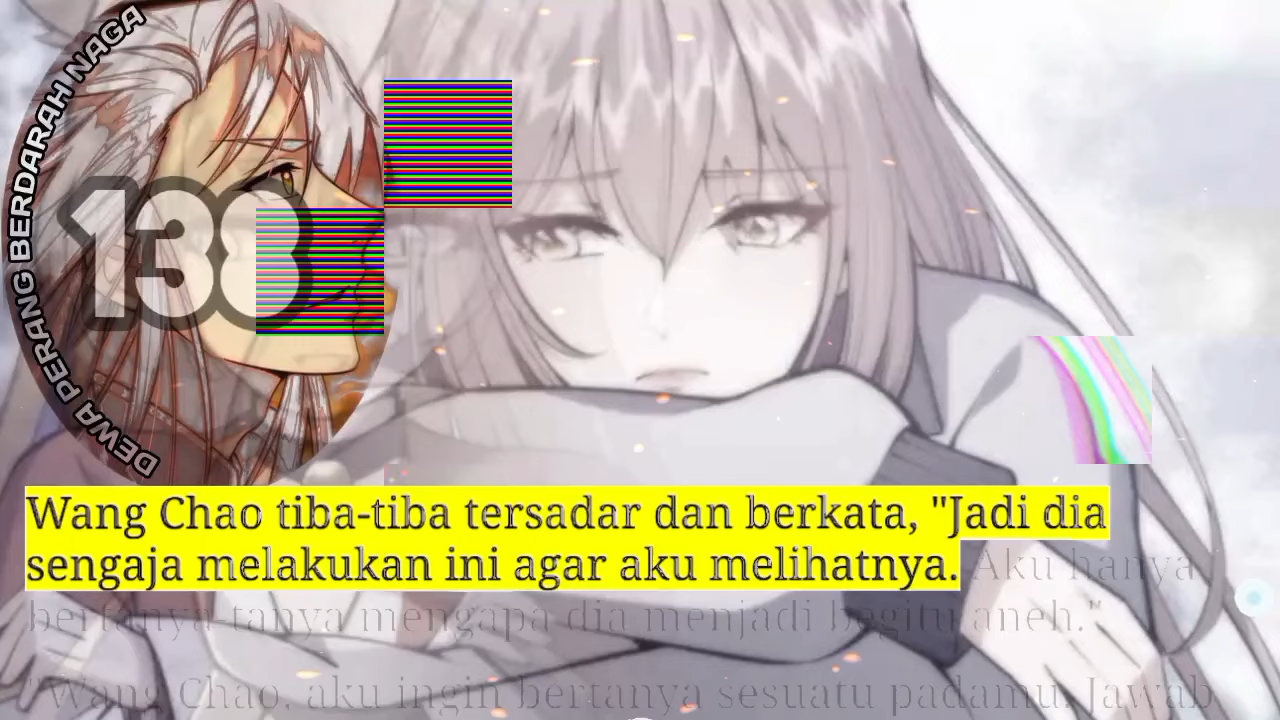 DEWA PERANG BERDARAH NAGA
138
Wang Chao tiba-tiba tersadar dan berkata, "Jadi dia
sengaja melakukan ini agar aku melihatnya. Aku hanya
bertanya-tanya mengapa dia menjadi begitu aneh."
"Wang Chao, aku ingin bertanya sesuatu padamu. Jawab